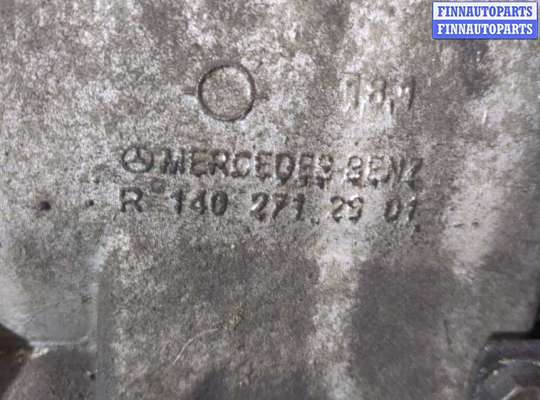 FINNAUTOPARTS
FINNAUTOPARTS
MERCEDES-BENZ
R 140 271 29 01